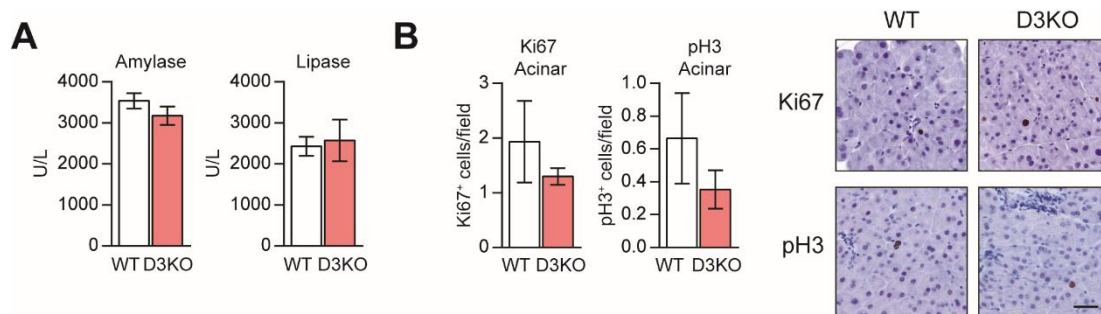 A
Amylase
4000
3000
2000
1000
0
U/L
WT D3KO
Lipase
4000
3000
2000
1000
0
U/L
WT D3KO
B
Ki67
Acinar
3
2
1
0
Ki67⁺ cells/field
WT D3KO
pH3
Acinar
1.0
0.8
0.6
0.4
0.2
0.0
pH3⁺ cells/field
WT D3KO
WT D3KO
Ki67
pH3